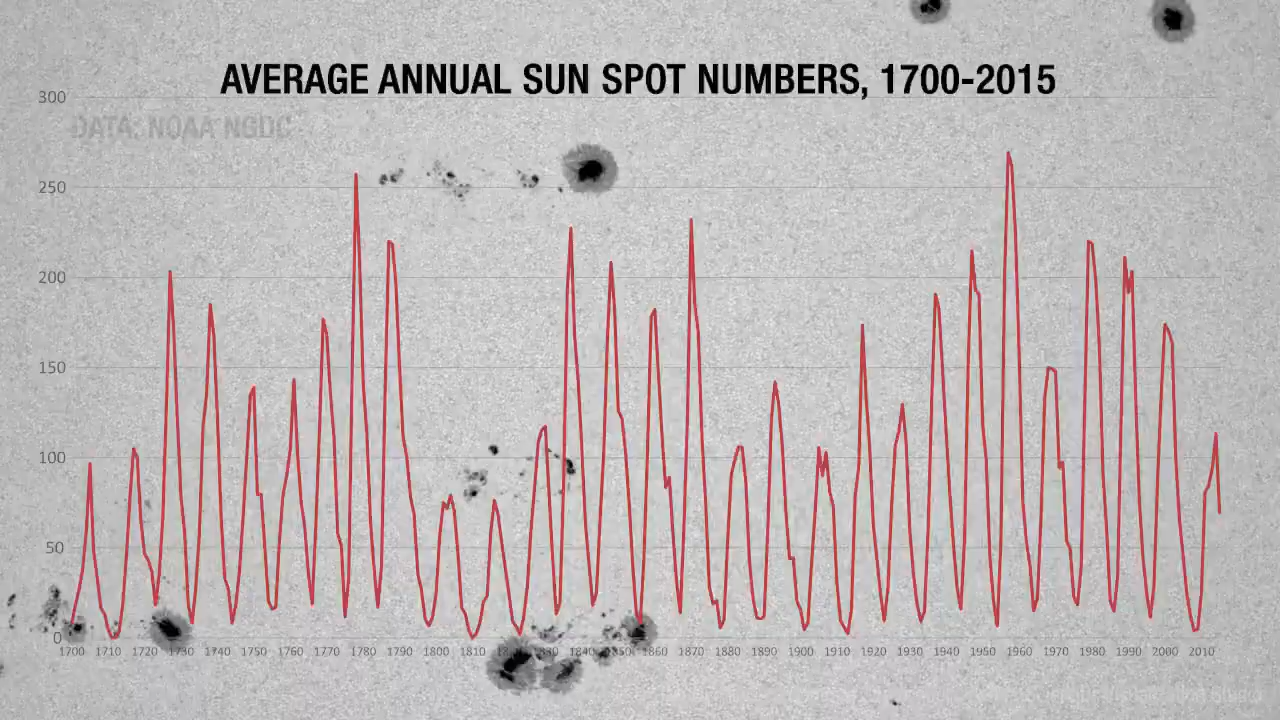 AVERAGE ANNUAL SUN SPOT NUMBERS, 1700-2015
300
DATA: NOAA NGDC
250
200
150
100
50
0
1700 1710 1720 1730 1740 1750 1760 1770 1780 1790 1800 1810 1820 1830 1840 1850 1860 1870 1880 1890 1900 1910 1920 1930 1940 1950 1960 1970 1980 1990 2000 2010